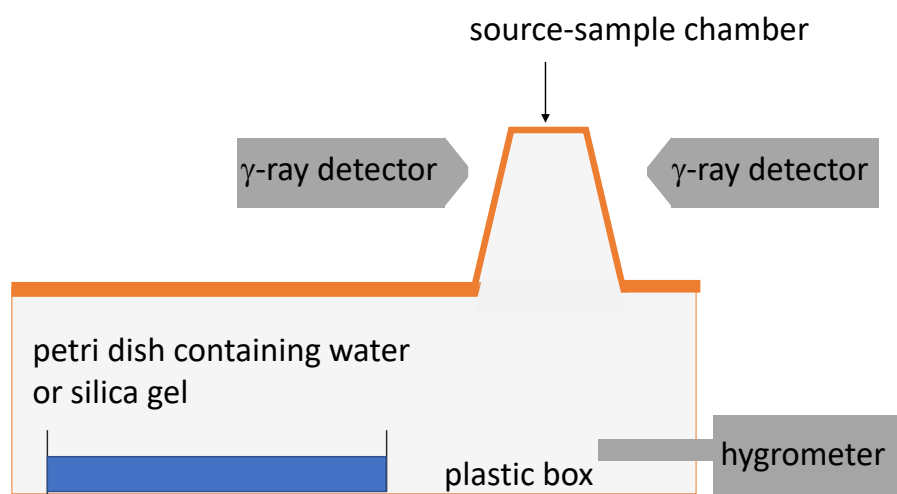 source-sample chamber
γ-ray detector
γ-ray detector
petri dish containing water
or silica gel
plastic box
hygrometer